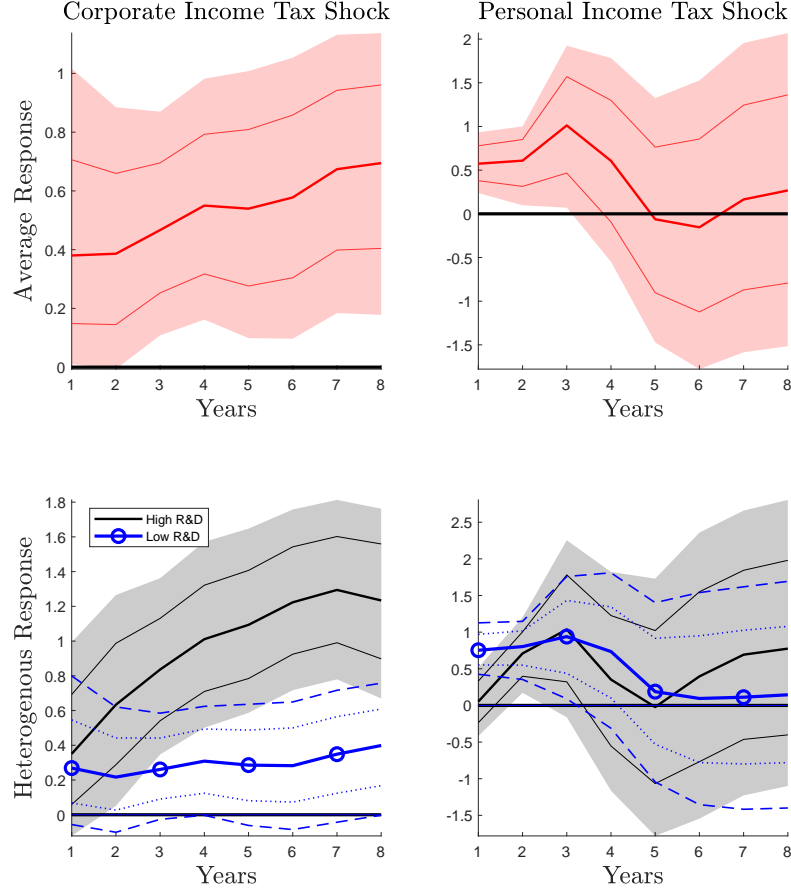 Corporate Income Tax Shock
Average Response
1
0.8
0.6
0.4
0.2
0
1 2 3 4 5 6 7 8
Years
Personal Income Tax Shock
2
1.5
1
0.5
0
-0.5
-1
-1.5
1 2 3 4 5 6 7 8
Years
Heterogenous Response
1.8
1.6
1.4
1.2
1
0.8
0.6
0.4
0.2
0
High R&D
Low R&D
1 2 3 4 5 6 7 8
Years
2.5
2
1.5
1
0.5
0
-0.5
-1
-1.5
1 2 3 4 5 6 7 8
Years